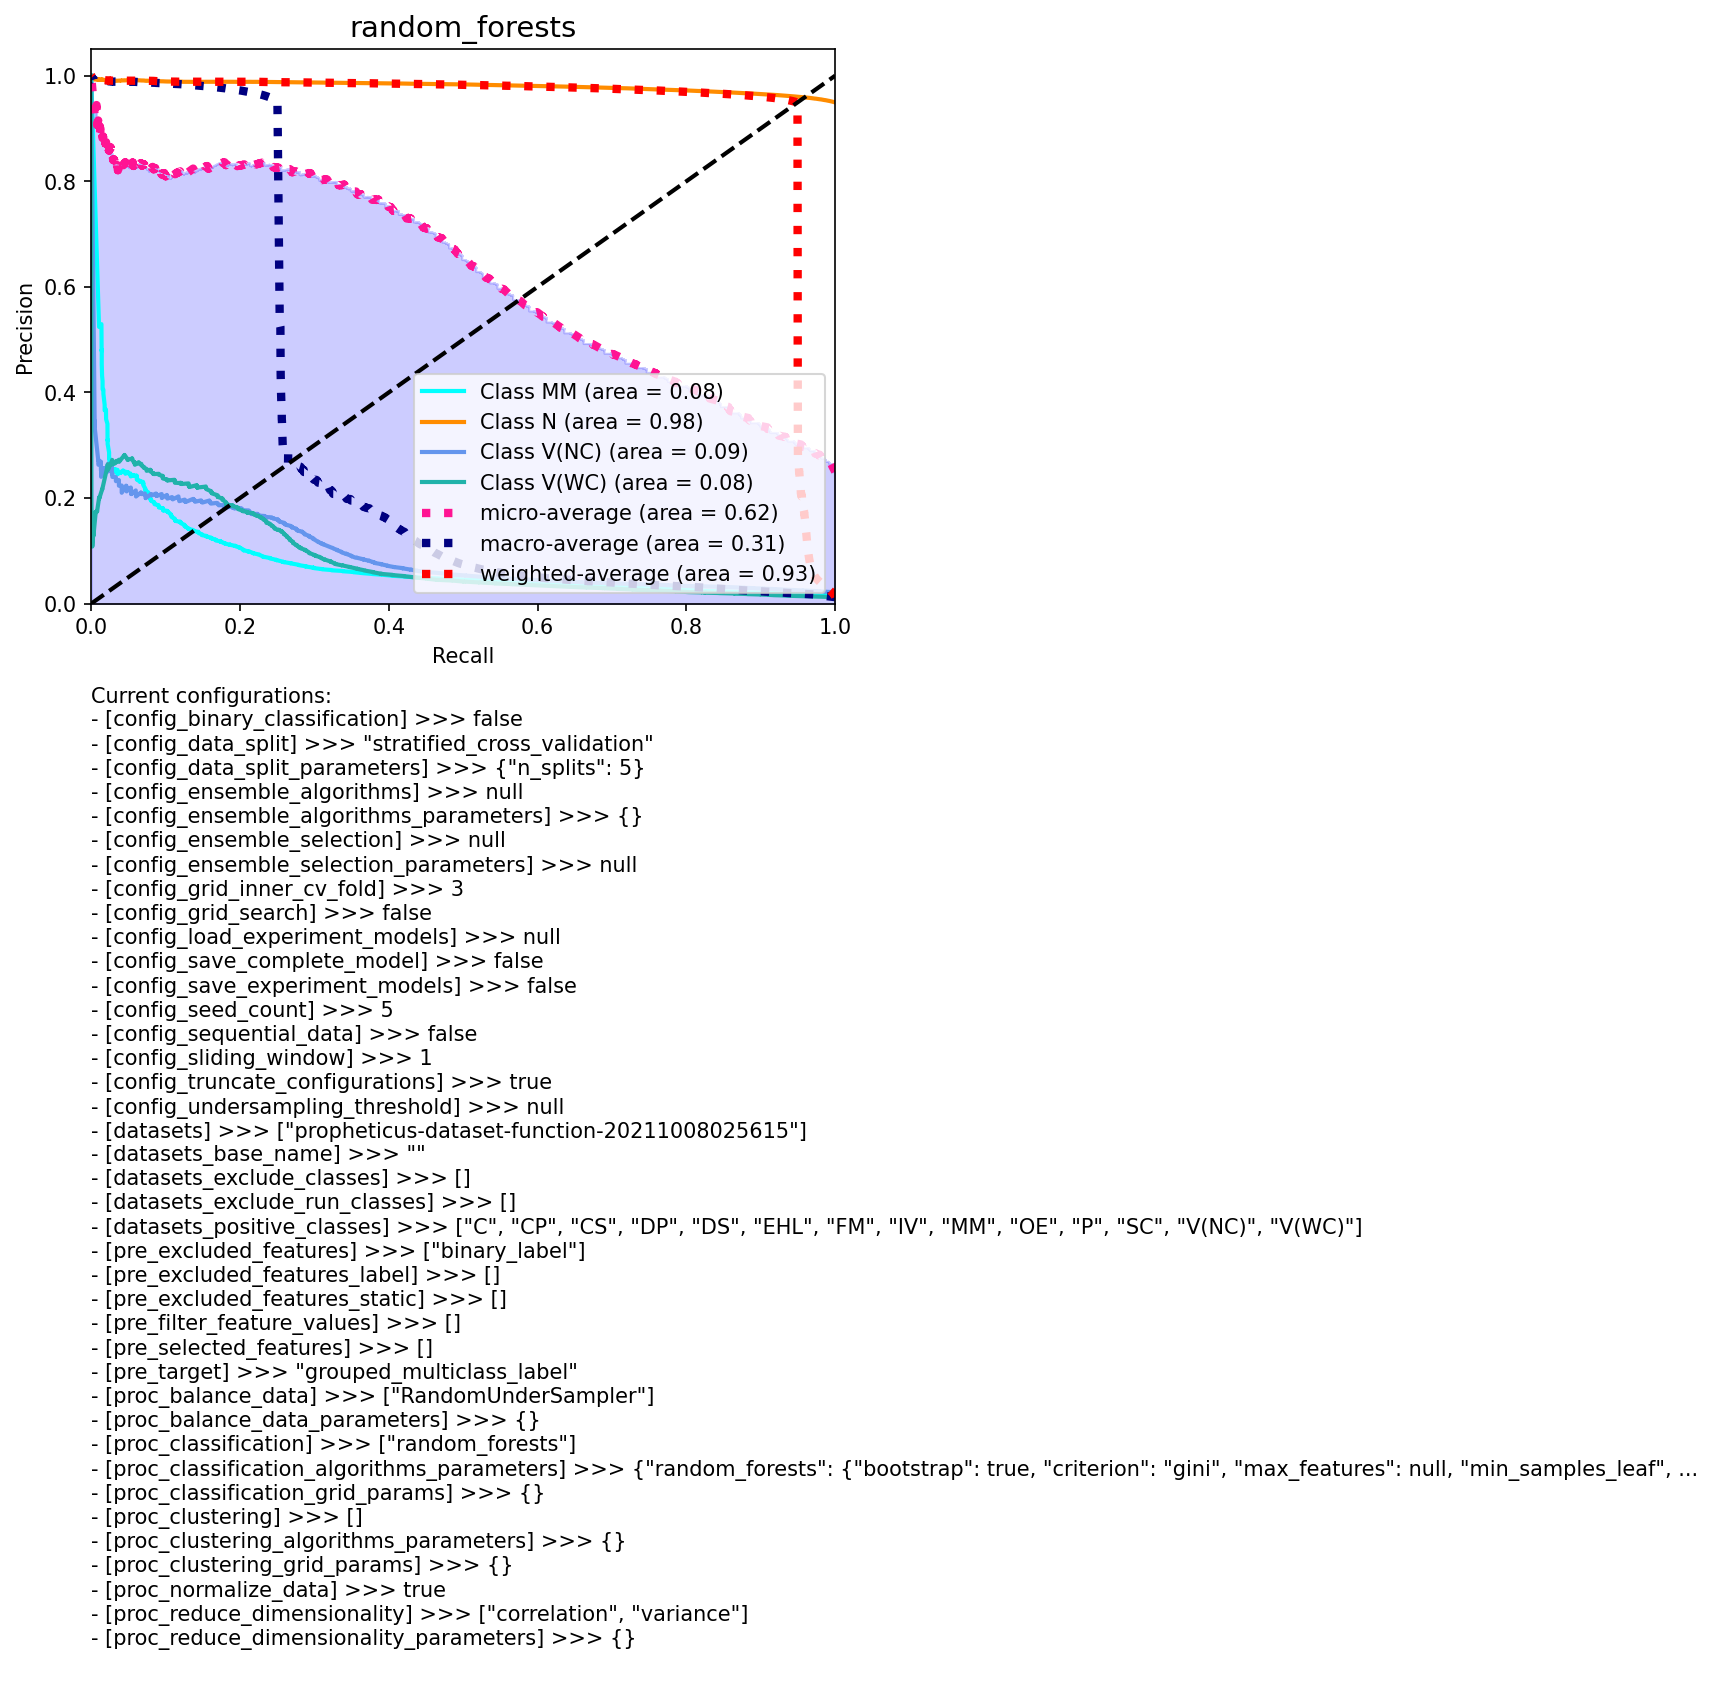 random_forests
1.0
0.8
0.6
0.4
0.2
0.0
Precision
Class MM (area = 0.08)
Class N (area = 0.98)
Class V(NC) (area = 0.09)
Class V(WC) (area = 0.08)
micro-average (area = 0.62)
macro-average (area = 0.31)
weighted-average (area = 0.93)
0.0 0.2 0.4 0.6 0.8 1.0
Recall
Current configurations:
- [config_binary_classification] >>> false
- [config_data_split] >>> "stratified_cross_validation"
- [config_data_split_parameters] >>> {"n_splits": 5}
- [config_ensemble_algorithms] >>> null
- [config_ensemble_algorithms_parameters] >>> {}
- [config_ensemble_selection] >>> null
- [config_ensemble_selection_parameters] >>> null
- [config_grid_inner_cv_fold] >>> 3
- [config_grid_search] >>> false
- [config_load_experiment_models] >>> null
- [config_save_complete_model] >>> false
- [config_save_experiment_models] >>> false
- [config_seed_count] >>> 5
- [config_sequential_data] >>> false
- [config_sliding_window] >>> 1
- [config_truncate_configurations] >>> true
- [config_undersampling_threshold] >>> null
- [datasets] >>> ["propheticus-dataset-function-20211008025615"]
- [datasets_base_name] >>> ""
- [datasets_exclude_classes] >>> []
- [datasets_exclude_run_classes] >>> []
- [datasets_positive_classes] >>> ["C", "CP", "CS", "DP", "DS", "EHL", "FM", "IV", "MM", "OE", "P", "SC", "V(NC)", "V(WC)"]
- [pre_excluded_features] >>> ["binary_label"]
- [pre_excluded_features_label] >>> []
- [pre_excluded_features_static] >>> []
- [pre_filter_feature_values] >>> []
- [pre_selected_features] >>> []
- [pre_target] >>> "grouped_multiclass_label"
- [proc_balance_data] >>> ["RandomUnderSampler"]
- [proc_balance_data_parameters] >>> {}
- [proc_classification] >>> ["random_forests"]
- [proc_classification_algorithms_parameters] >>> {"random_forests": {"bootstrap": true, "criterion": "gini", "max_features": null, "min_samples_leaf", ...
- [proc_classification_grid_params] >>> {}
- [proc_clustering] >>> []
- [proc_clustering_algorithms_parameters] >>> {}
- [proc_clustering_grid_params] >>> {}
- [proc_normalize_data] >>> true
- [proc_reduce_dimensionality] >>> ["correlation", "variance"]
- [proc_reduce_dimensionality_parameters] >>> {}